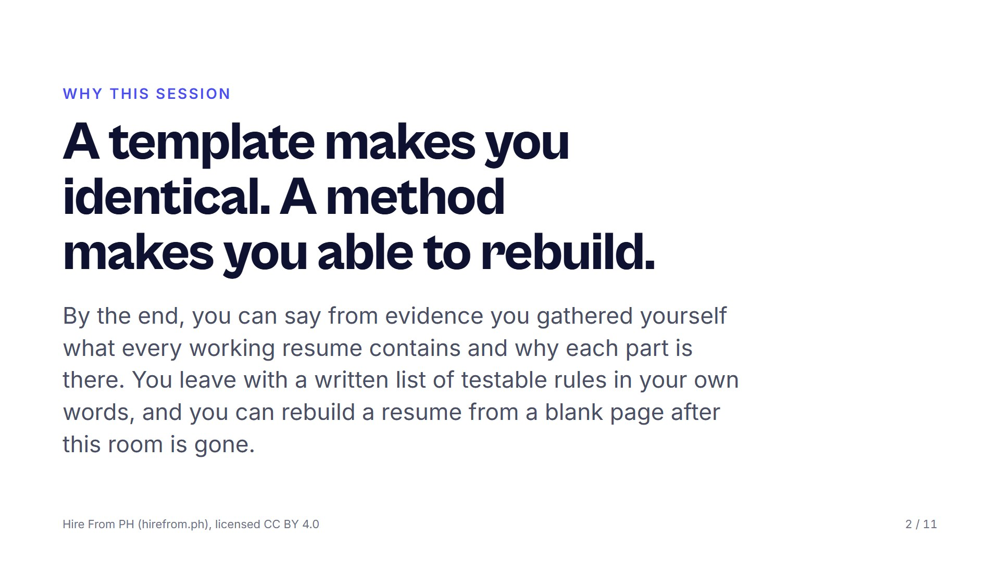 WHY THIS SESSION
A template makes you
identical. A method
makes you able to rebuild.
By the end, you can say from evidence you gathered yourself
what every working resume contains and why each part is
there. You leave with a written list of testable rules in your own
words, and you can rebuild a resume from a blank page after
this room is gone.
Hire From PH (hirefrom.ph), licensed CC BY 4.0
2 / 11